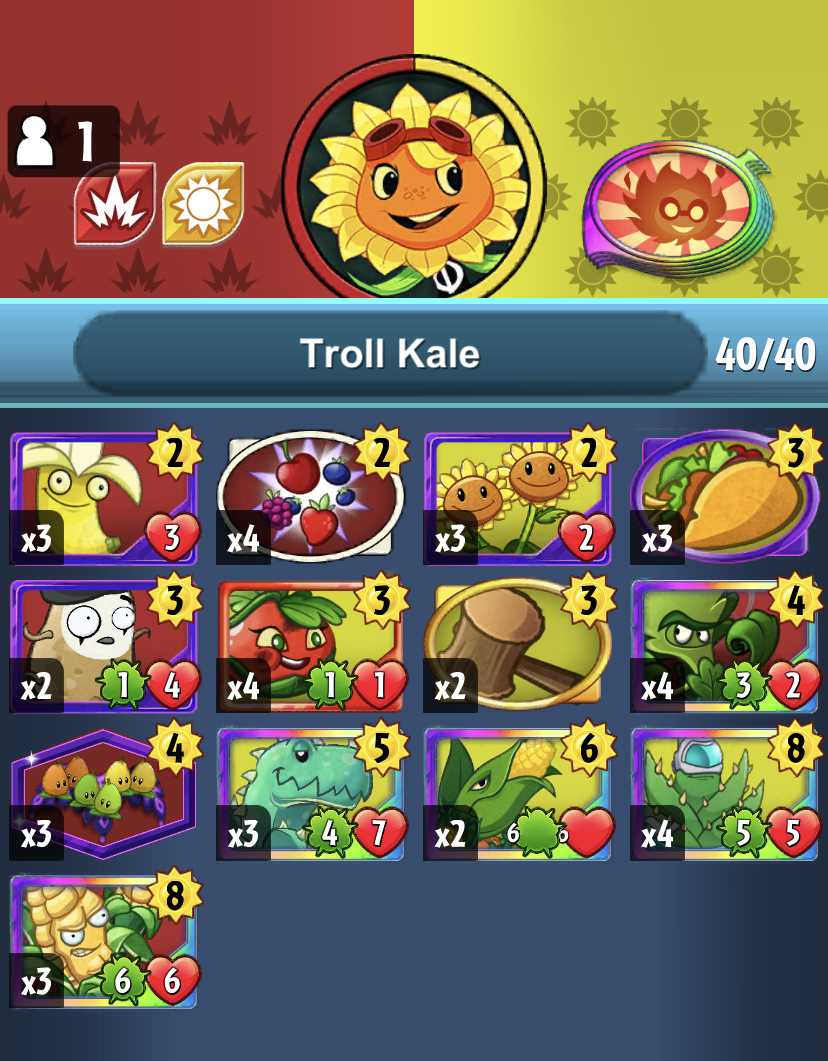 1
Troll Kale 40/40
2 2 2 3
x3 3 x4 x3 2 x3
3 3 3 4
x2 1 4 x4 1 1 x2 x4 3 2
4 5 6 8
x3 x3 4 7 x2 6 6 x4 5 5
8
x3 6 6